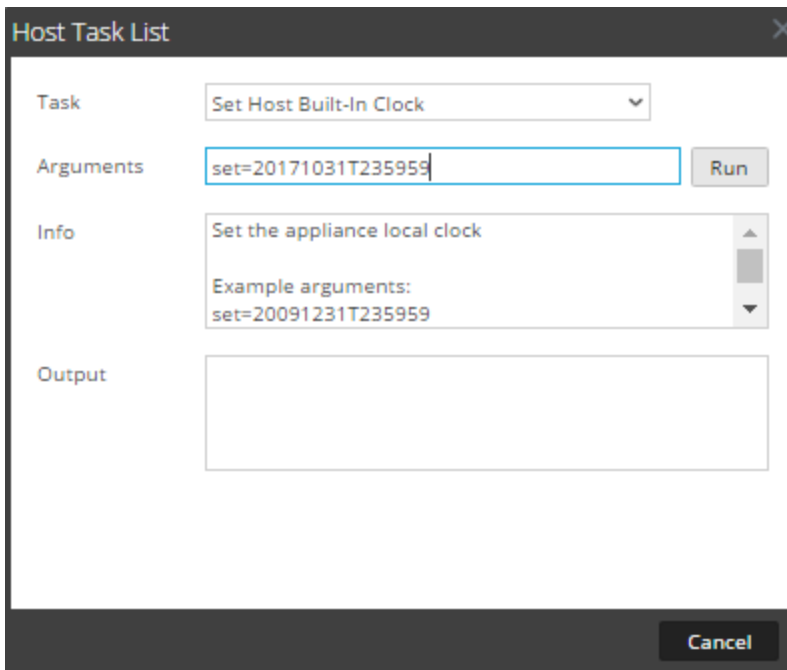 Host Task List
Task
Set Host Built-In Clock
Arguments
set=20171031T235959
Run
Info
Set the appliance local clock
Example arguments:
set=20091231T235959
Output
Cancel